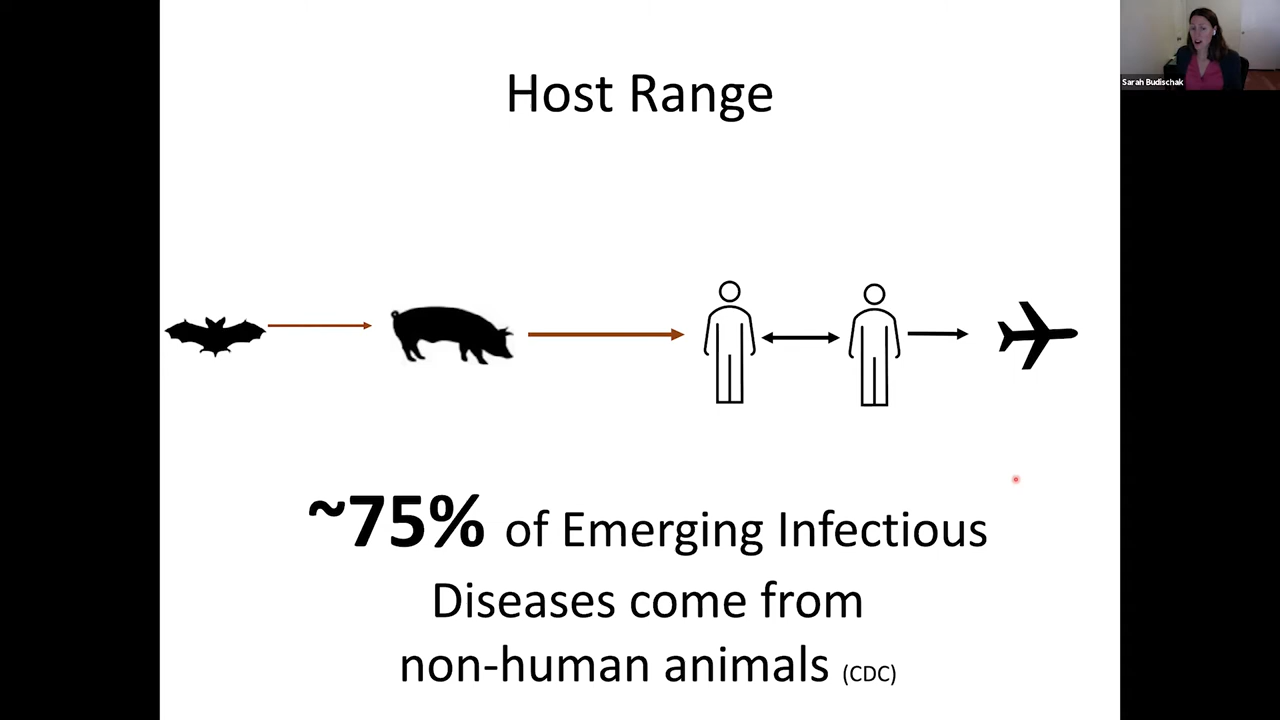 Host Range
Sarah Budischak
~75% of Emerging Infectious
Diseases come from
non-human animals (CDC)